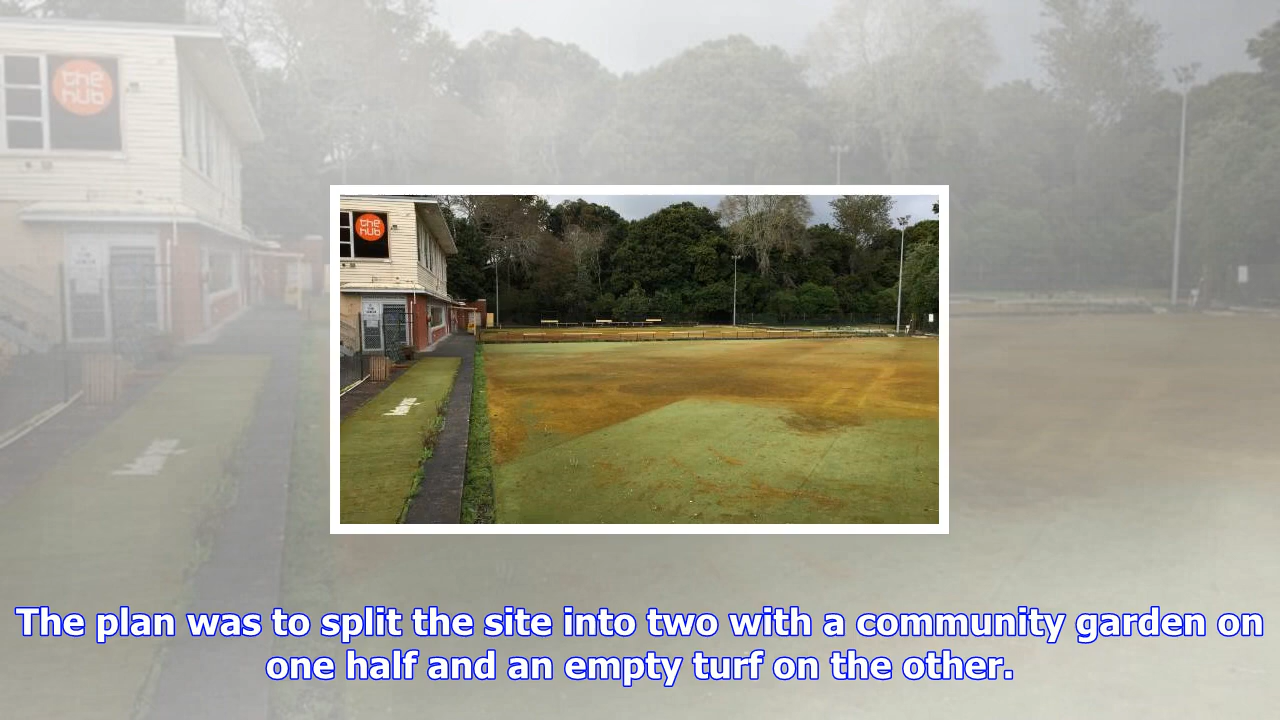 the
hub
the
hub
The plan was to split the site into two with a community garden on
one half and an empty turf on the other.